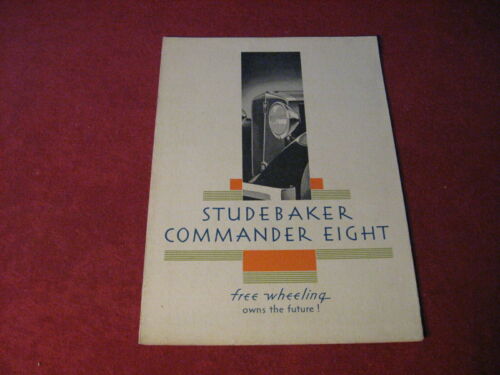 STUDEBAKER
COMMANDER EIGHT
free wheeling
owns the future!